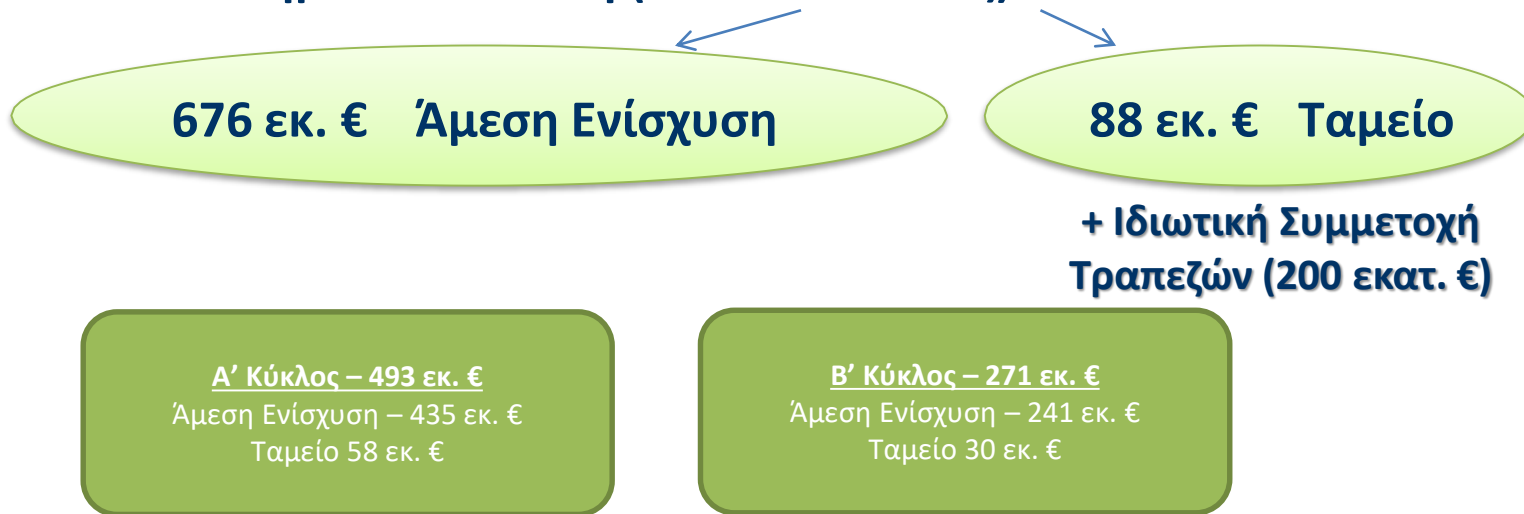 676 εκ. € Άμεση Ενίσχυση
88 εκ. € Ταμείο
+ Ιδιωτική Συμμετοχή
Τραπεζών (200 εκατ. €)
Α’ Κύκλος – 493 εκ. €
Άμεση Ενίσχυση – 435 εκ. €
Ταμείο 58 εκ. €
Β’ Κύκλος – 271 εκ. €
Άμεση Ενίσχυση – 241 εκ. €
Ταμείο 30 εκ. €